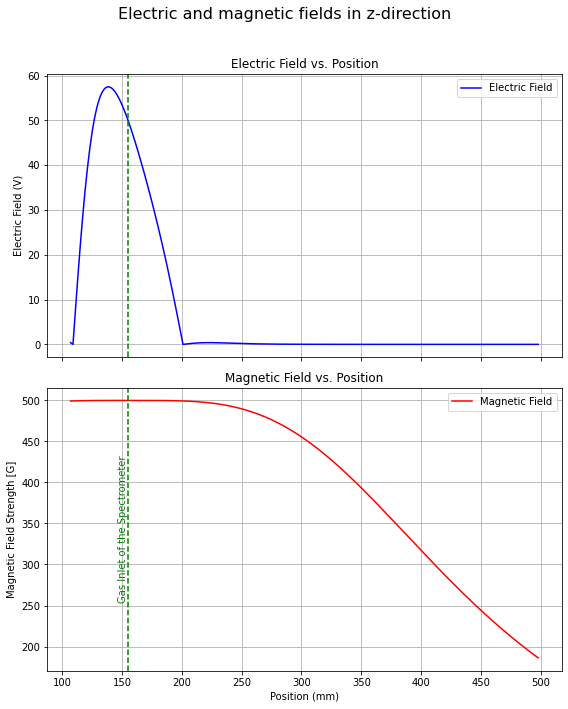 Electric and magnetic fields in z-direction
Electric Field vs. Position
Electric Field
Electric Field (V)
60
50
40
30
20
10
0
Magnetic Field vs. Position
Magnetic Field
Magnetic Field Strength [G]
500
450
400
350
300
250
200
Gas Inlet of the Spectrometer
100 150 200 250 300 350 400 450 500
Position (mm)